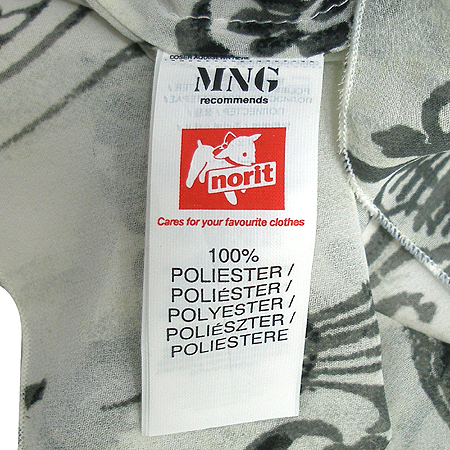 MNG
recommends
norit
Cares for your favourite clothes
100%
POLIESTER /
POLIÉSTER /
POLYESTER /
POLIÉSZTER /
POLIESTERE